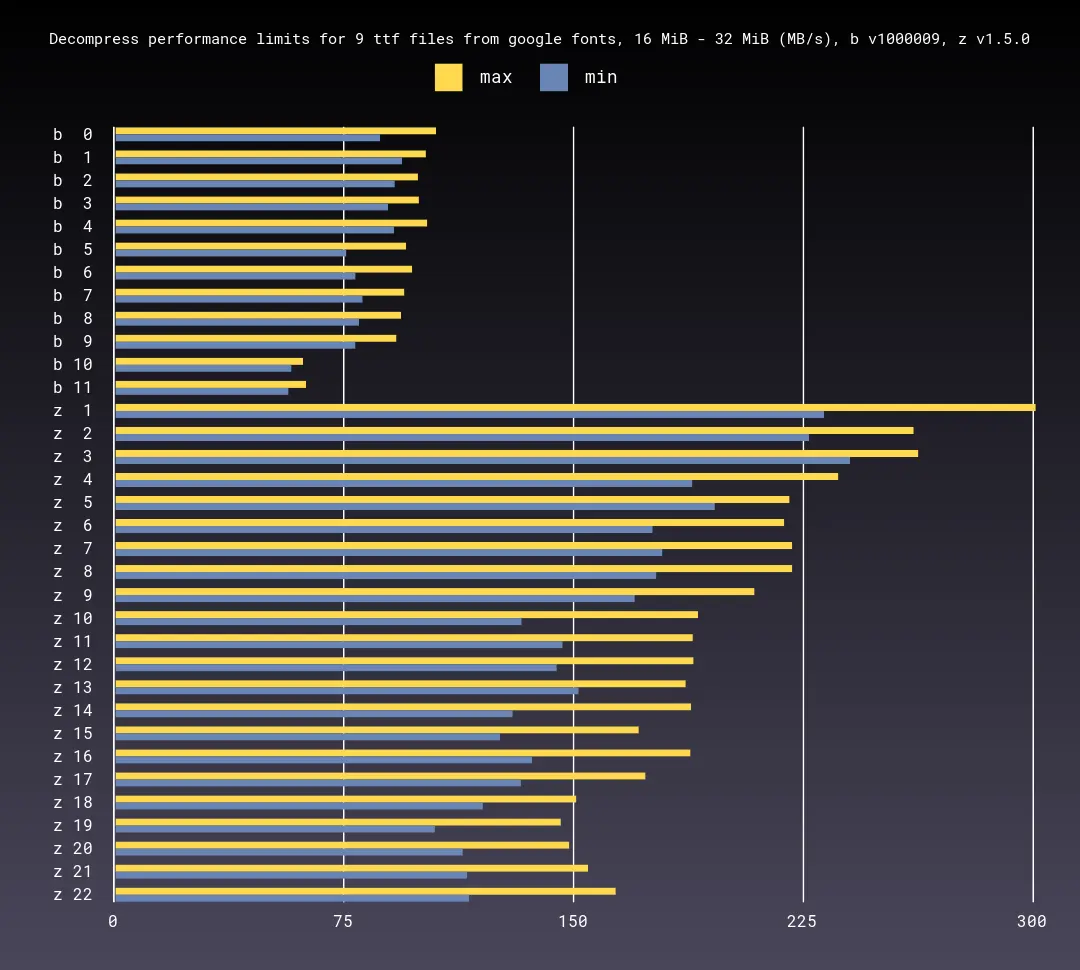 Decompress performance limits for 9 ttf files from google fonts, 16 MiB - 32 MiB (MB/s), b v1000009, z v1.5.0
max min
b 0
b 1
b 2
b 3
b 4
b 5
b 6
b 7
b 8
b 9
b 10
b 11
z 1
z 2
z 3
z 4
z 5
z 6
z 7
z 8
z 9
z 10
z 11
z 12
z 13
z 14
z 15
z 16
z 17
z 18
z 19
z 20
z 21
z 22
0 75 150 225 300